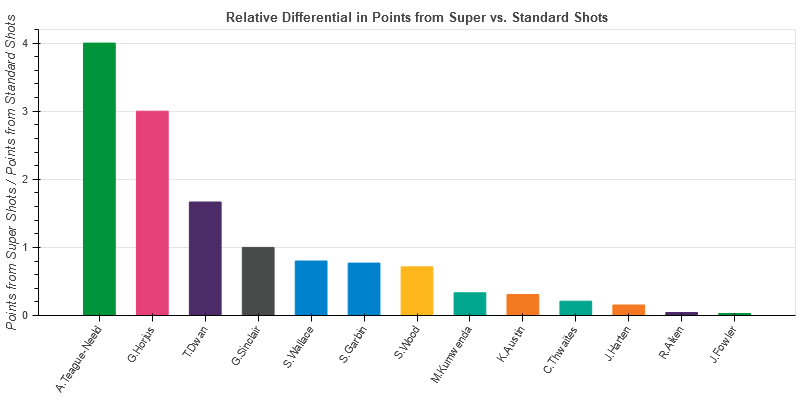 Relative Differential in Points from Super vs. Standard Shots
Points from Super Shots / Points from Standard Shots
4
3
2
1
0
A.Teague-Neeld
G.Horjus
T.Dwan
G.Sinclair
S.Wallace
S.Garbin
S.Wood
M.Kumwenda
K.Austin
C.Thwaites
J.Harten
R.Aiken
J.Fowler